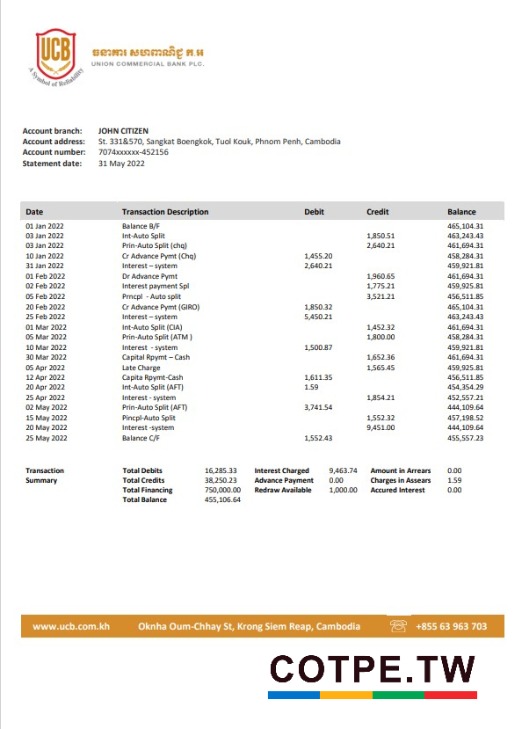 UCB
A Symbol of Reliability
ធនាគារ សហពាណិជ្ជ ភ.អ
UNION COMMERCIAL BANK PLC.
Account branch: JOHN CITIZEN
Account address: St. 331&570, Sangkat Boengkok, Tuol Kouk, Phnom Penh, Cambodia
Account number: 7074xxxxxx-452156
Statement date: 31 May 2022
Date Transaction Description Debit Credit Balance
01 Jan 2022 Balance B/F 465,104.31
03 Jan 2022 Int-Auto Split 1,850.51 463,243.43
03 Jan 2022 Prin-Auto Split (chq) 2,640.21 461,694.31
10 Jan 2022 Cr Advance Pymt (Chq) 1,455.20 458,284.31
31 Jan 2022 Interest – system 2,640.21 459,921.81
01 Feb 2022 Dr Advance Pymt 1,960.65 461,694.31
02 Feb 2022 Interest payment Spl 1,775.21 459,925.81
05 Feb 2022 Prncpl - Auto split 3,521.21 456,511.85
20 Feb 2022 Cr Advance Pymt (GIRO) 1,850.32 465,104.31
25 Feb 2022 Interest – system 5,450.21 463,243.43
01 Mar 2022 Int-Auto Split (CIA) 1,452.32 461,694.31
05 Mar 2022 Prin-Auto Split (ATM ) 1,800.00 458,284.31
10 Mar 2022 Interest - system 1,500.87 459,921.81
30 Mar 2022 Capital Rpymt – Cash 1,652.36 461,694.31
05 Apr 2022 Late Charge 1,565.45 459,925.81
12 Apr 2022 Capita Rpymt-Cash 1,611.35 456,511.85
20 Apr 2022 Int-Auto Split (AFT) 1.59 454,354.29
25 Apr 2022 Interest - system 1,854.21 452,557.21
02 May 2022 Prin-Auto Split (AFT) 3,741.54 444,109.64
15 May 2022 Pincpl-Auto Split 1,552.32 457,198.52
20 May 2022 Interest -system 9,451.00 444,109.64
25 May 2022 Balance C/F 1,552.43 455,557.23
Transaction Total Debits 16,285.33 Interest Charged 9,463.74 Amount in Arrears 0.00
Summary Total Credits 38,250.23 Advance Payment 0.00 Charges in Assears 1.59
Total Financing 750,000.00 Redraw Available 1,000.00 Accured Interest 0.00
Total Balance 455,106.64
www.ucb.com.kh Oknha Oum-Chhay St, Krong Siem Reap, Cambodia +855 63 963 703
COTPE.TW